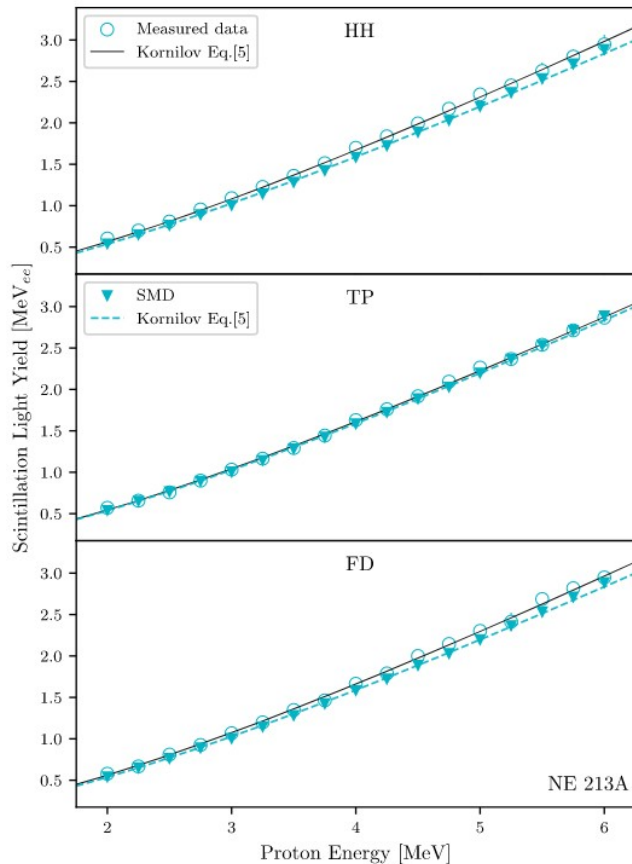 HH
Measured data
Kornilov Eq.[5]
3.0
2.5
2.0
1.5
1.0
0.5
TP
SMD
Kornilov Eq.[5]
3.0
2.5
2.0
1.5
1.0
0.5
Scintillation Light Yield [MeV_ee]
FD
3.0
2.5
2.0
1.5
1.0
0.5
NE 213A
2 3 4 5 6
Proton Energy [MeV]